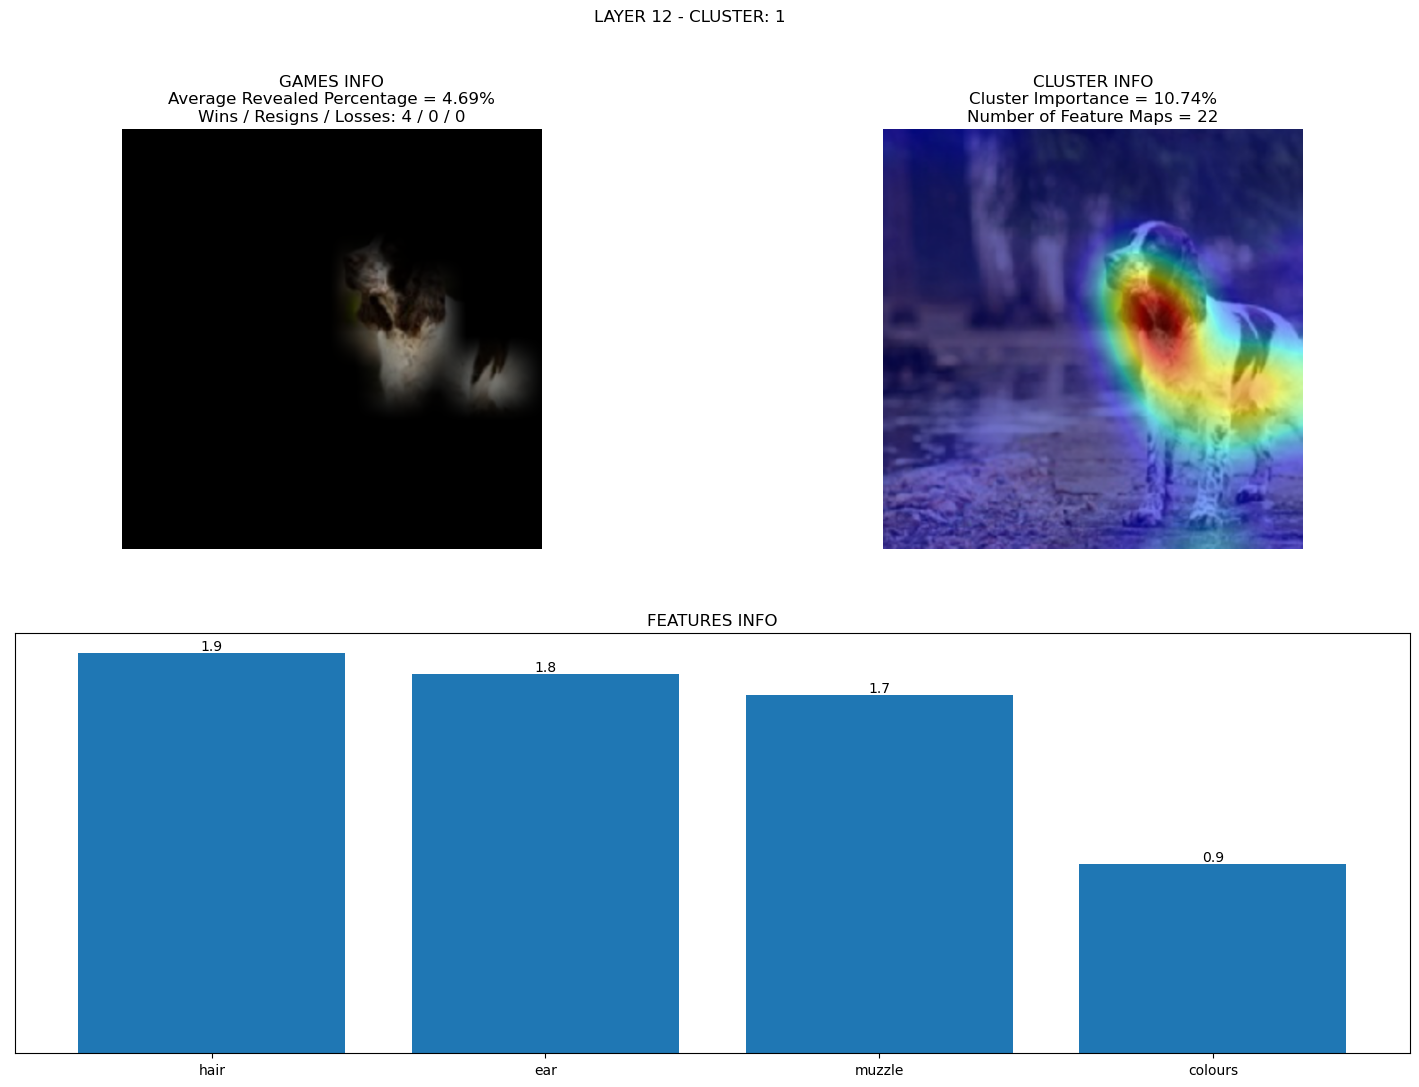 LAYER 12 - CLUSTER: 1
GAMES INFO
Average Revealed Percentage = 4.69%
Wins / Resigns / Losses: 4 / 0 / 0
CLUSTER INFO
Cluster Importance = 10.74%
Number of Feature Maps = 22
FEATURES INFO
1.9
1.8
1.7
0.9
hair
ear
muzzle
colours